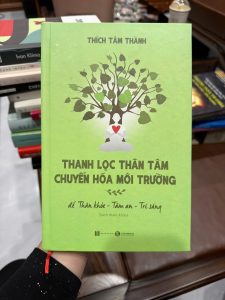 THÍCH TÂM THÀNH
THANH LỌC THÂN TÂM
CHUYỂN HÓA MÔI TRƯỜNG
để Thân khỏe - Tâm an - Trí sáng